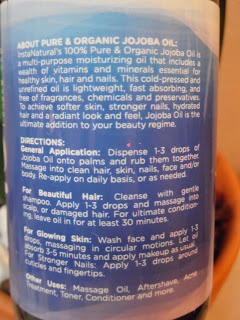 ABOUT PURE & ORGANIC JOJOBA OIL:
InstaNatural's 100% Pure & Organic Jojoba Oil is
a multi-purpose moisturizing oil that includes a
wealth of vitamins and minerals essential for
healthy skin, hair and nails. This cold-pressed and
unrefined oil is lightweight, fast absorbing, and
free of fragrances, chemicals and preservatives.
To achieve softer skin, stronger nails, hydrated
hair and a radiant look and feel, Jojoba Oil is the
ultimate addition to your beauty regime.
DIRECTIONS:
General Application: Dispense 1-3 drops of
Jojoba Oil onto palms and rub them together.
Massage into clean hair, skin, nails, face and/or
body. Re-apply on daily basis, or as needed.
For Beautiful Hair: Cleanse with gentle
shampoo. Apply 1-3 drops and massage into
scalp, or damaged hair. For ultimate condition-
ing, leave oil in for at least 30 minutes.
For Glowing Skin: Wash face and apply 1-3
drops, massaging in circular motions. Let oil
absorb 3-5 minutes and apply makeup as usual.
For Stronger Nails: Apply 1-3 drops around
cuticles and fingertips.
Other Uses: Massage Oil, Aftershave, Acne
Treatment, Toner, Conditioner and more.